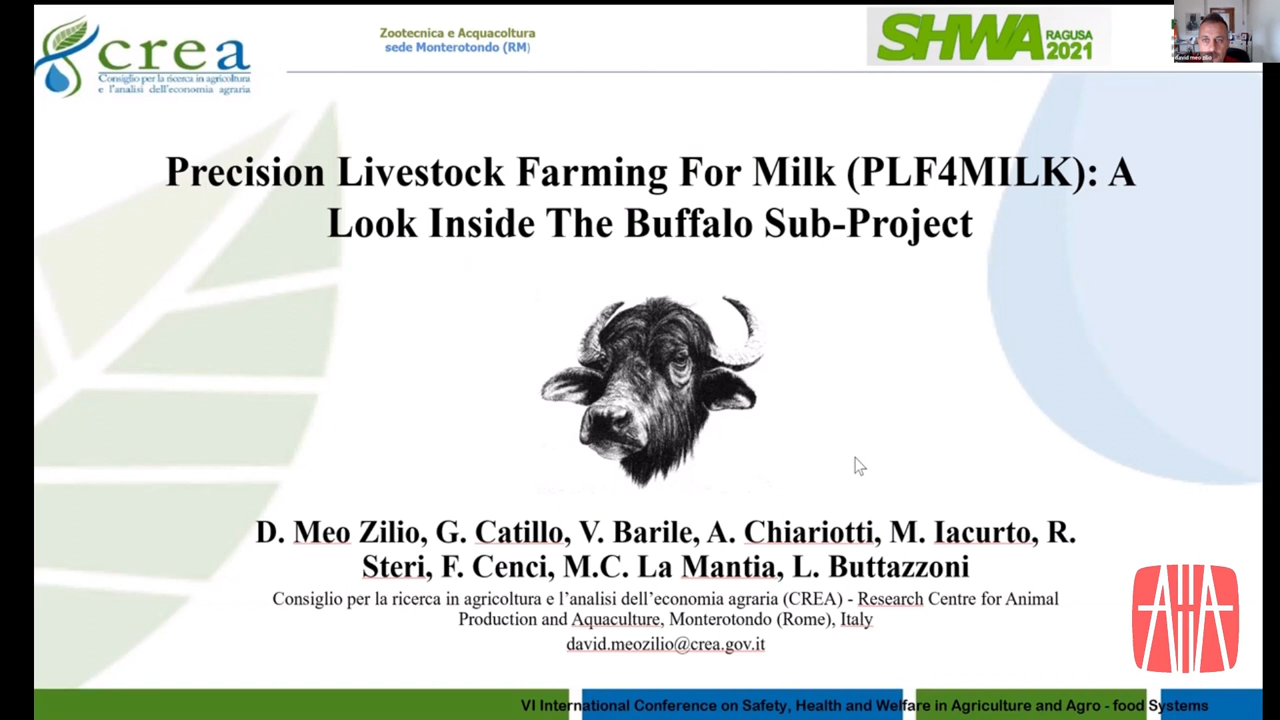 crea
Consiglio per la ricerca in agricoltura
e l'analisi dell'economia agraria
Zootecnica e Acquacoltura
sede Monterotondo (RM)
SHWA RAGUSA
2021
david meo zilio
Precision Livestock Farming For Milk (PLF4MILK): A
Look Inside The Buffalo Sub-Project
D. Meo Zilio, G. Catillo, V. Barile, A. Chiariotti, M. Iacurto, R.
Steri, F. Cenci, M.C. La Mantia, L. Buttazzoni
Consiglio per la ricerca in agricoltura e l'analisi dell'economia agraria (CREA) - Research Centre for Animal
Production and Aquaculture, Monterotondo (Rome), Italy
david.meozilio@crea.gov.it
AIIA
VI International Conference on Safety, Health and Welfare in Agriculture and Agro - food Systems